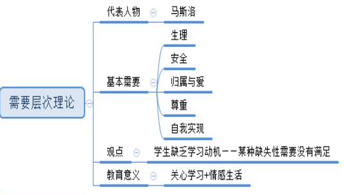 需要层次理论
代表人物
马斯洛
基本需要
生理
安全
归属与爱
尊重
自我实现
观点
学生缺乏学习动机——某种缺失性需要没有满足
教育意义
关心学习+情感生活